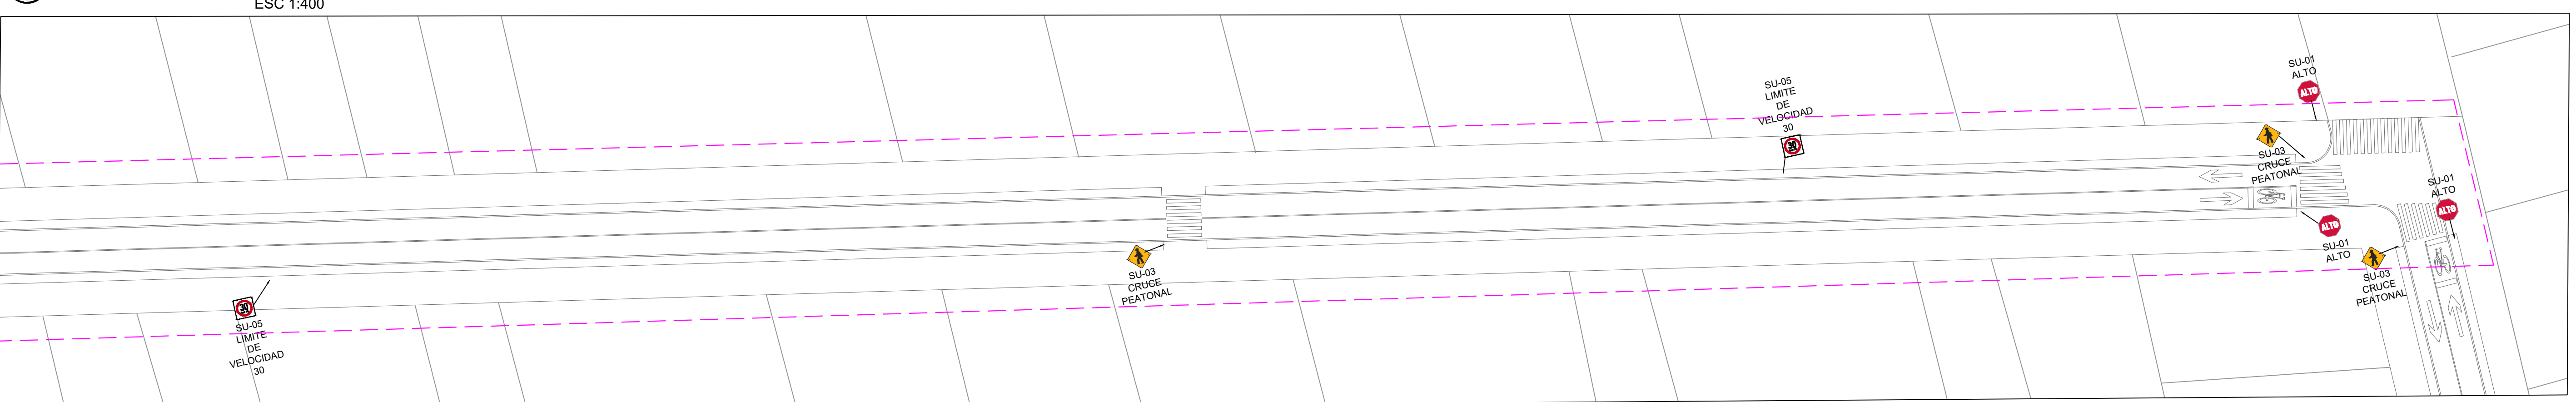 ESC 1:400
SU-05
LIMITE
DE
VELOCIDAD
30
30
SU-01
ALTO
ALTO
SU-03
CRUCE
PEATONAL
SU-01
ALTO
ALTO
ALTO
SU-01
ALTO
SU-03
CRUCE
PEATONAL
SU-03
CRUCE
PEATONAL
30
SU-05
LIMITE
DE
VELOCIDAD
30